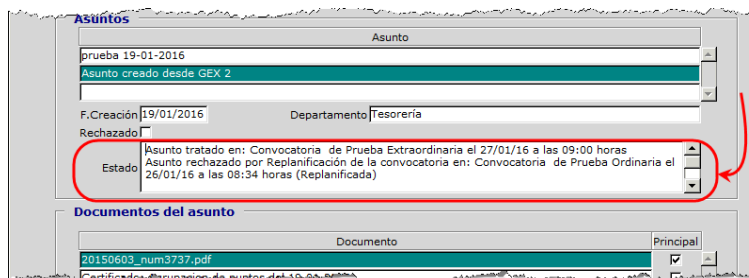 Asuntos
Asunto
prueba 19-01-2016
Asunto creado desde GEX 2
F.Creación 19/01/2016 Departamento Tesorería
Rechazado
Estado
Asunto tratado en: Convocatoria de Prueba Extraordinaria el 27/01/16 a las 09:00 horas
Asunto rechazado por Replanificación de la convocatoria en: Convocatoria de Prueba Ordinaria el
26/01/16 a las 08:34 horas (Replanificada)
Documentos del asunto
Documento Principal
20150603_num3737.pdf